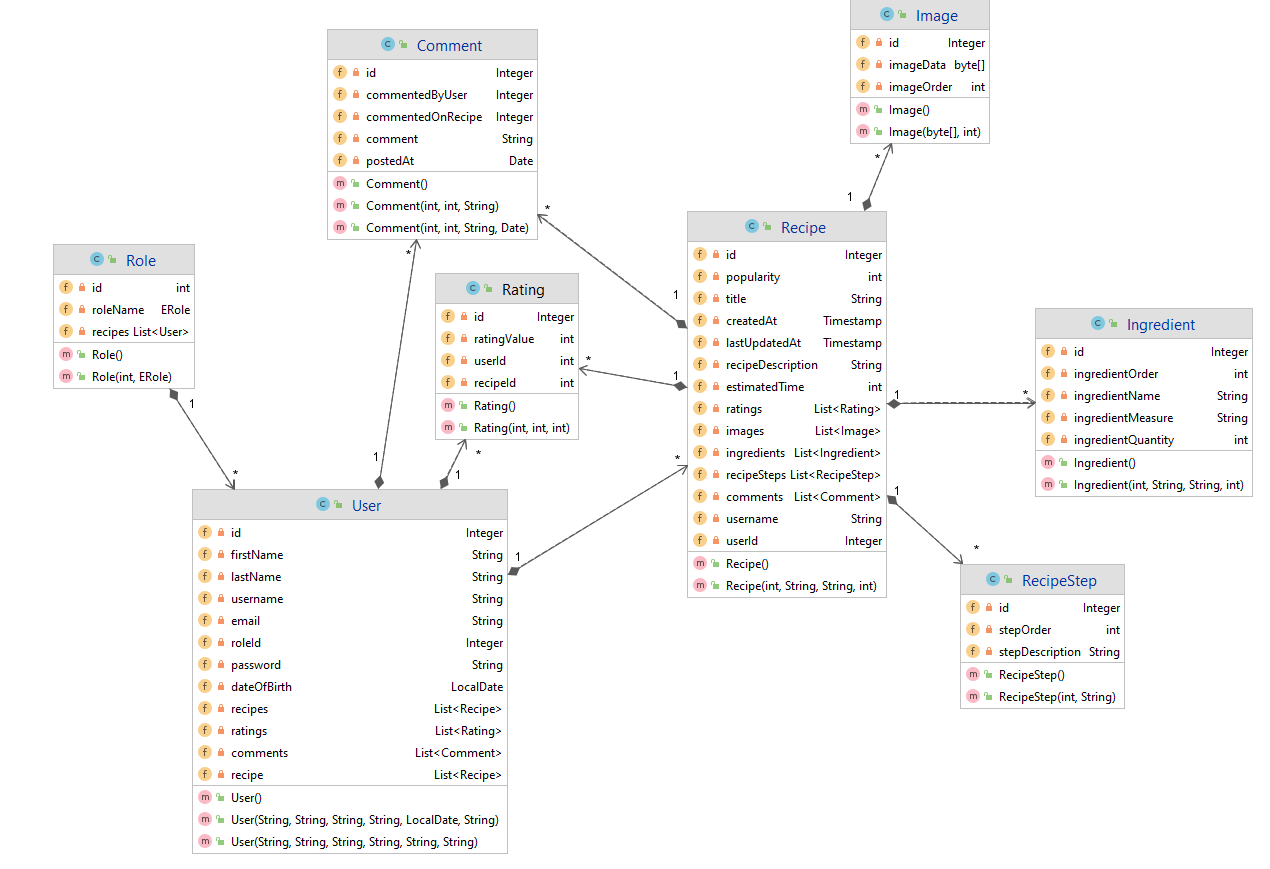 Image
id Integer
imageData byte[]
imageOrder int
Image()
Image(byte[], int)
Comment
id Integer
commentedByUser Integer
commentedOnRecipe Integer
comment String
postedAt Date
Comment()
Comment(int, int, String)
Comment(int, int, String, Date)
Role
id int
roleName ERole
recipes List<User>
Role()
Role(int, ERole)
Rating
id Integer
ratingValue int
userId int
recipeId int
Rating()
Rating(int, int, int)
Recipe
id Integer
popularity int
title String
createdAt Timestamp
lastUpdatedAt Timestamp
recipeDescription String
estimatedTime int
ratings List<Rating>
images List<Image>
ingredients List<Ingredient>
recipeSteps List<RecipeStep>
comments List<Comment>
username String
userId Integer
Recipe()
Recipe(int, String, String, int)
Ingredient
id Integer
ingredientOrder int
ingredientName String
ingredientMeasure String
ingredientQuantity int
Ingredient()
Ingredient(int, String, String, int)
RecipeStep
id Integer
stepOrder int
stepDescription String
RecipeStep()
RecipeStep(int, String)
User
id Integer
firstName String
lastName String
username String
email String
roleId Integer
password String
dateOfBirth LocalDate
recipes List<Recipe>
ratings List<Rating>
comments List<Comment>
recipe List<Recipe>
User()
User(String, String, String, String, LocalDate, String)
User(String, String, String, String, String, String)
1
*
1
*
1
*
1
*
1
*
1
*
1
*
1
*
1
*